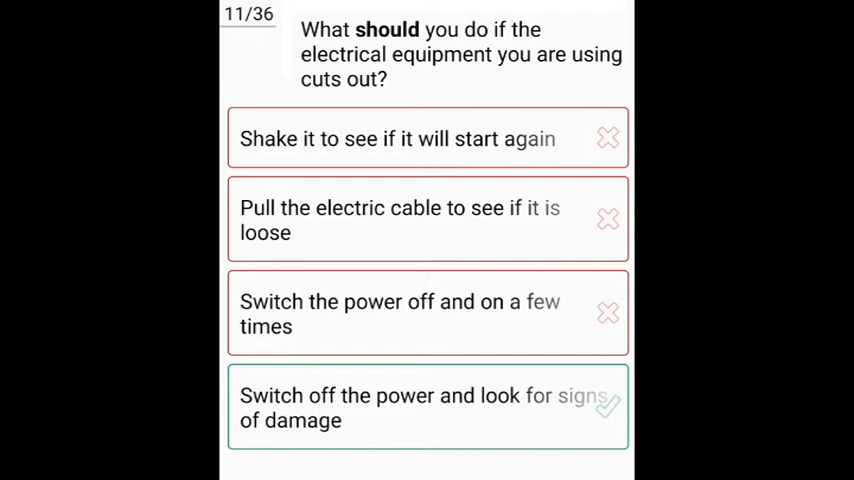 11/36
What should you do if the
electrical equipment you are using
cuts out?
Shake it to see if it will start again
Pull the electric cable to see if it is
loose
Switch the power off and on a few
times
Switch off the power and look for signs
of damage